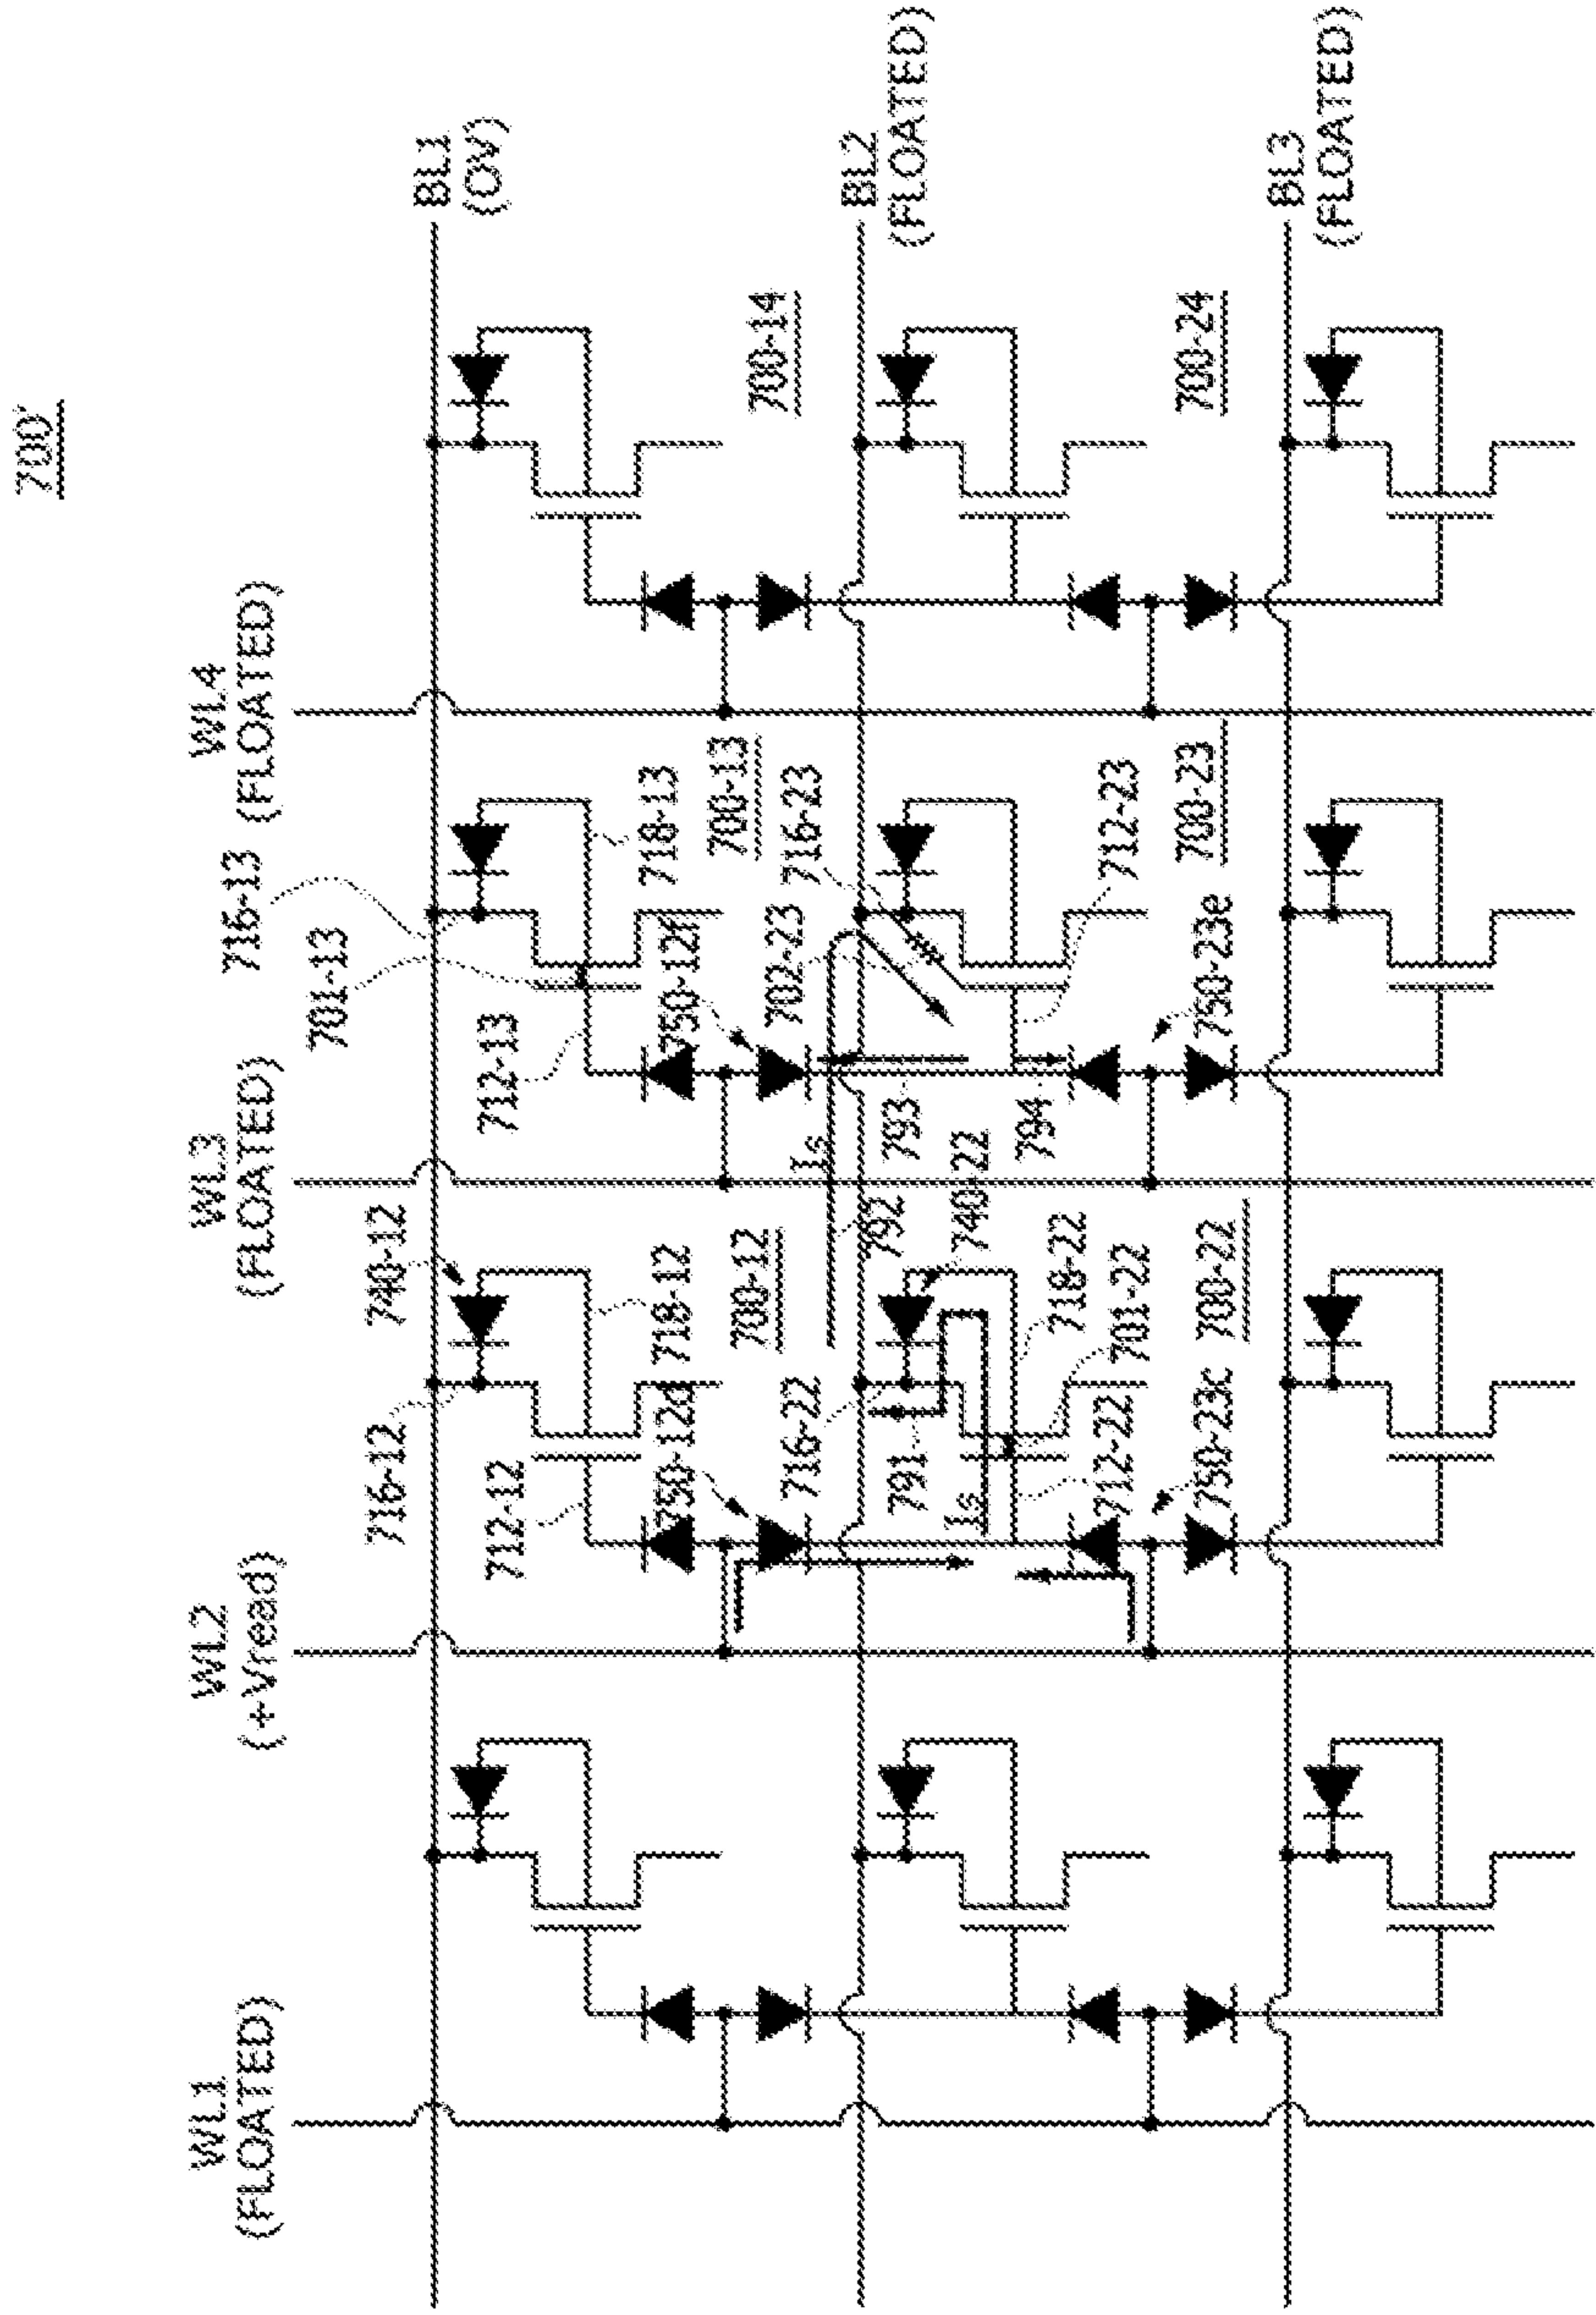 700'
WL1
(FLOATED)
WL2
(+Vread)
WL3
(FLOATED)
WL4
(FLOATED)
BL1
(0V)
BL2
(FLOATED)
BL3
(FLOATED)
716-12
740-12
701-13
716-13
712-12
718-12
712-13
718-13
750-12d
700-12
750-12f
700-13
700-14
716-22
Is
702-23
716-23
791
792
793
740-22
Is
794
718-22
712-22
701-22
712-23
750-23c
700-22
750-23e
700-23
700-24